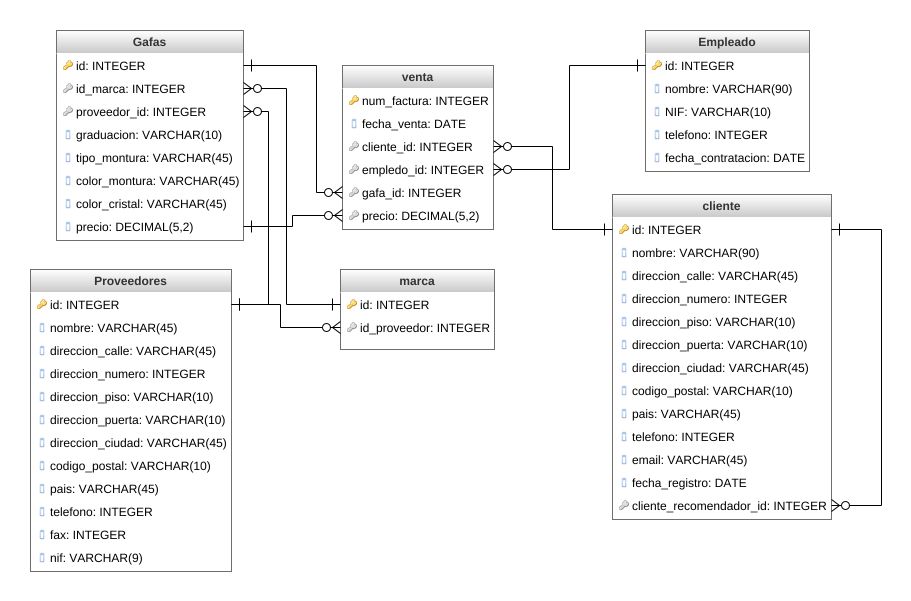 Gafas
id: INTEGER
id_marca: INTEGER
proveedor_id: INTEGER
graduacion: VARCHAR(10)
tipo_montura: VARCHAR(45)
color_montura: VARCHAR(45)
color_cristal: VARCHAR(45)
precio: DECIMAL(5,2)
venta
num_factura: INTEGER
fecha_venta: DATE
cliente_id: INTEGER
empledo_id: INTEGER
gafa_id: INTEGER
precio: DECIMAL(5,2)
Empleado
id: INTEGER
nombre: VARCHAR(90)
NIF: VARCHAR(10)
telefono: INTEGER
fecha_contratacion: DATE
Proveedores
id: INTEGER
nombre: VARCHAR(45)
direccion_calle: VARCHAR(45)
direccion_numero: INTEGER
direccion_piso: VARCHAR(10)
direccion_puerta: VARCHAR(10)
direccion_ciudad: VARCHAR(45)
codigo_postal: VARCHAR(10)
pais: VARCHAR(45)
telefono: INTEGER
fax: INTEGER
nif: VARCHAR(9)
marca
id: INTEGER
id_proveedor: INTEGER
cliente
id: INTEGER
nombre: VARCHAR(90)
direccion_calle: VARCHAR(45)
direccion_numero: INTEGER
direccion_piso: VARCHAR(10)
direccion_puerta: VARCHAR(10)
direccion_ciudad: VARCHAR(45)
codigo_postal: VARCHAR(10)
pais: VARCHAR(45)
telefono: INTEGER
email: VARCHAR(45)
fecha_registro: DATE
cliente_recomendador_id: INTEGER